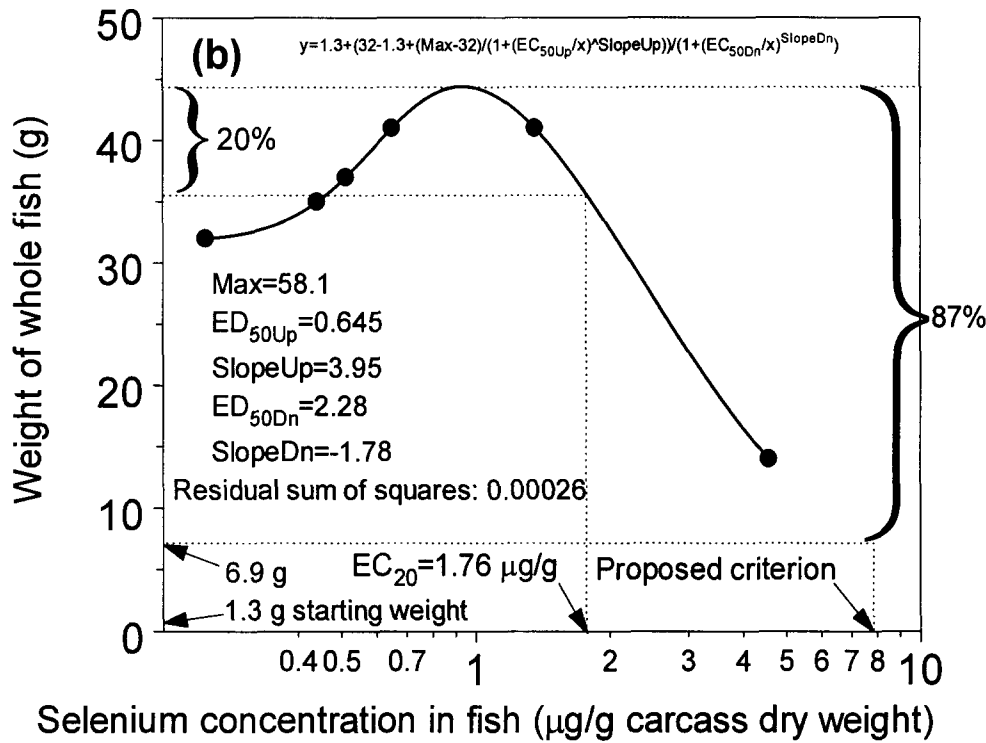 50
(b)
y=1.3+(32-1.3+(Max-32)/(1+(EC50Up/x)^SlopeUp))/(1+(EC50Dn/x)^SlopeDn)
20%
40
30
Max=58.1
ED50Up=0.645
SlopeUp=3.95
ED50Dn=2.28
SlopeDn=-1.78
Residual sum of squares: 0.00026
87%
20
10
6.9 g
EC20=1.76 μg/g
Proposed criterion
1.3 g starting weight
0
0.4 0.5 0.7 1 2 3 4 5 6 7 8 10
Weight of whole fish (g)
Selenium concentration in fish (μg/g carcass dry weight)